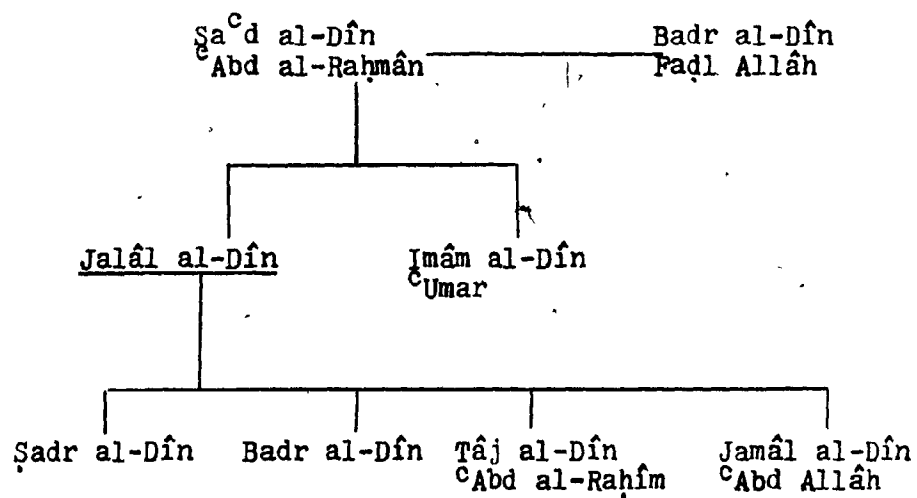 Ṣaᶜd al-Dîn
ᶜAbd al-Raḥmân
Badr al-Dîn
Faḍl Allâh
Jalâl al-Dîn
Imâm al-Dîn
ᶜUmar
Ṣadr al-Dîn
Badr al-Dîn
Tâj al-Dîn
ᶜAbd al-Raḥîm
Jamâl al-Dîn
ᶜAbd Allâh